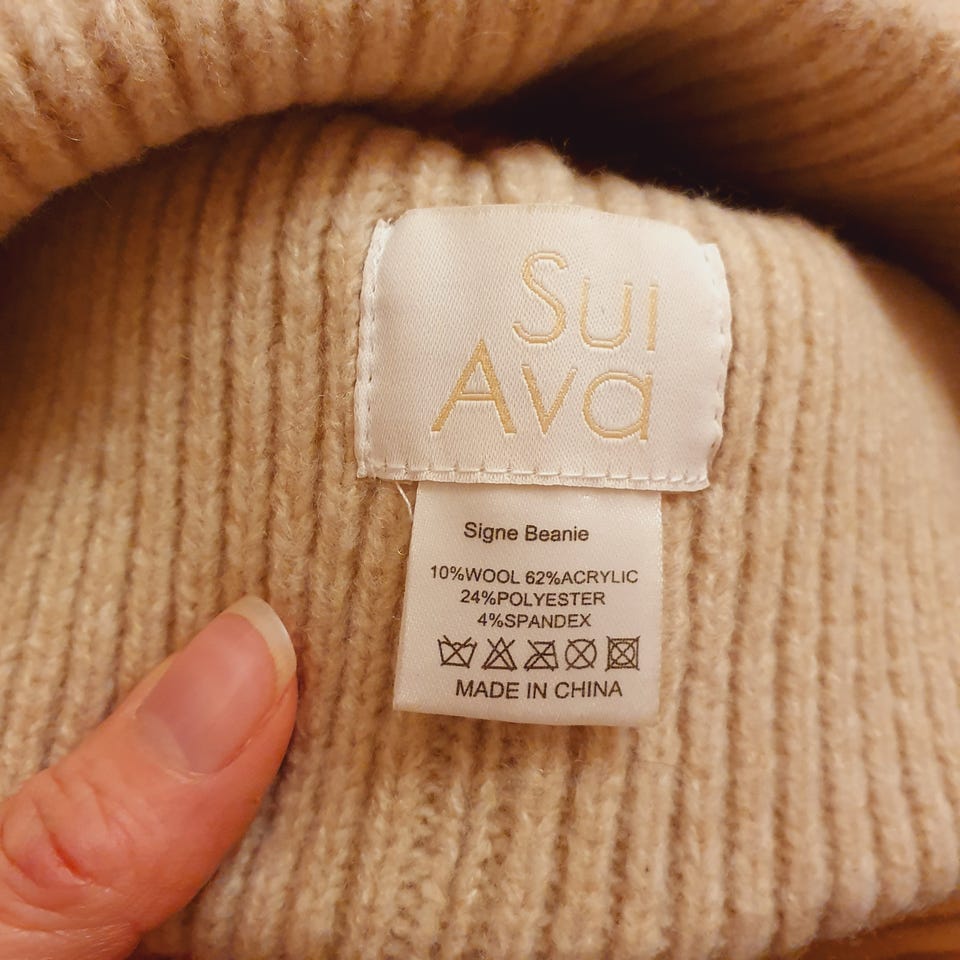 Sui
Ava
Signe Beanie
10%WOOL 62%ACRYLIC
24%POLYESTER
4%SPANDEX
MADE IN CHINA